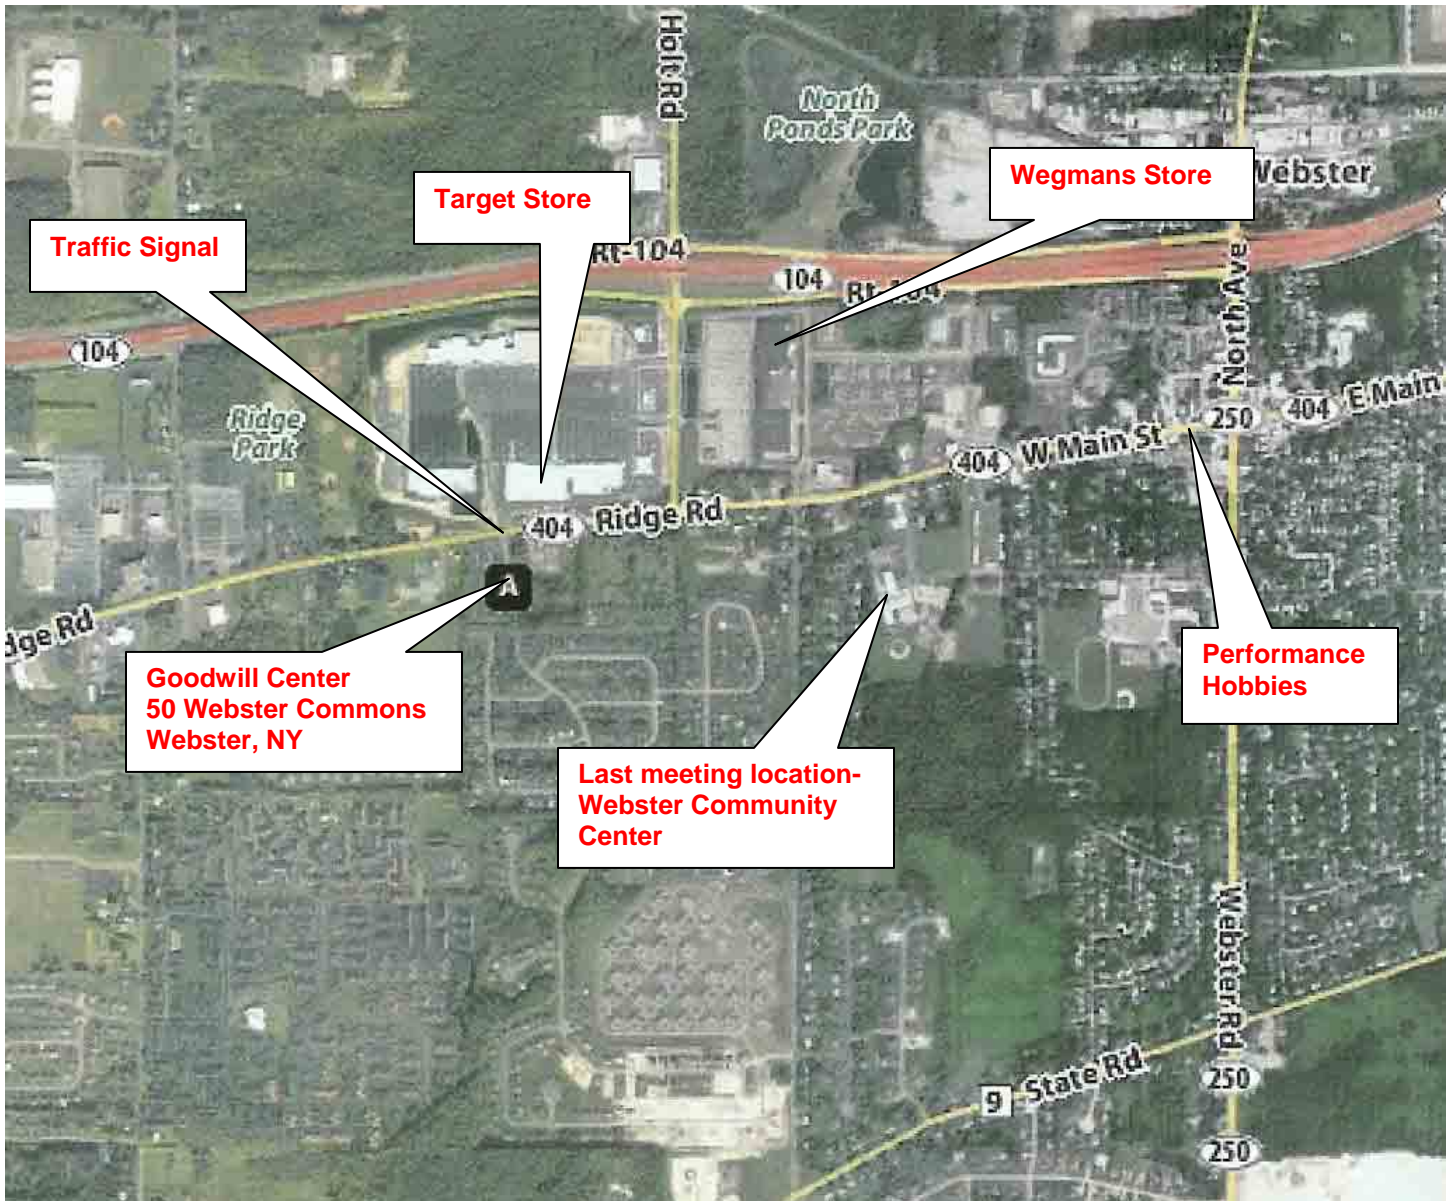 Holt Rd
North
Ponds Park
Wegmans Store
Webster
Target Store
Traffic Signal
Rt-104
104
Rt-104
North Ave
104
Ridge
Park
250
404
E Main
404
W Main St
404
Ridge Rd
A
dge Rd
Goodwill Center
50 Webster Commons
Webster, NY
Performance
Hobbies
Last meeting location-
Webster Community
Center
Webster Rd
9
State Rd
250
250